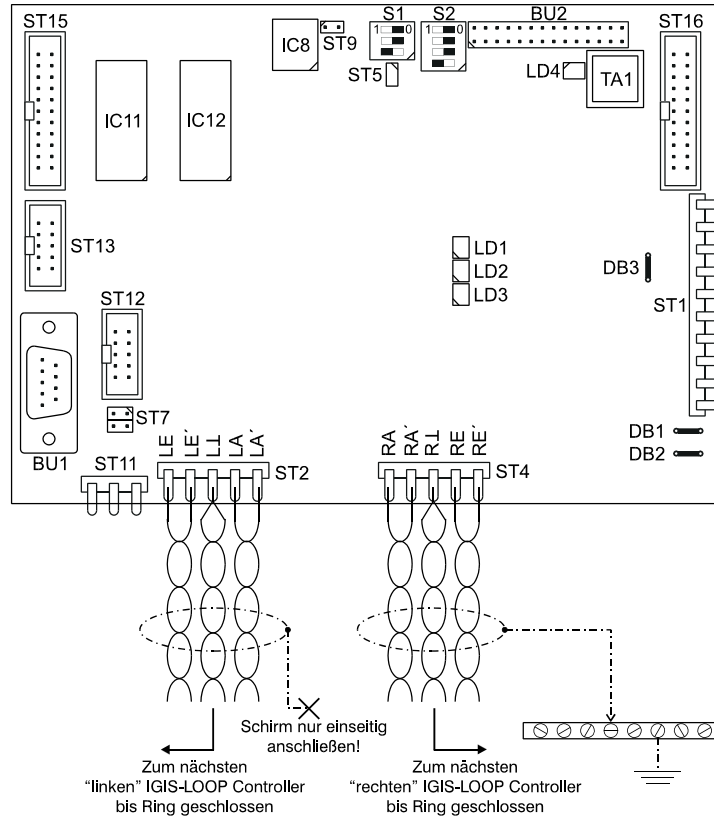 ST15
IC8
ST9
S1
1 0
S2
1 0
BU2
ST16
ST5
LD4
TA1
IC11
IC12
ST13
LD1
LD2
LD3
DB3
ST1
ST12
ST7
BU1
ST11
LE
LE`
L⊥
LA
LA`
ST2
RA
RA`
R⊥
RE
RE`
ST4
DB1
DB2
Schirm nur einseitig
anschließen!
Zum nächsten
“linken” IGIS-LOOP Controller
bis Ring geschlossen
Zum nächsten
“rechten” IGIS-LOOP Controller
bis Ring geschlossen